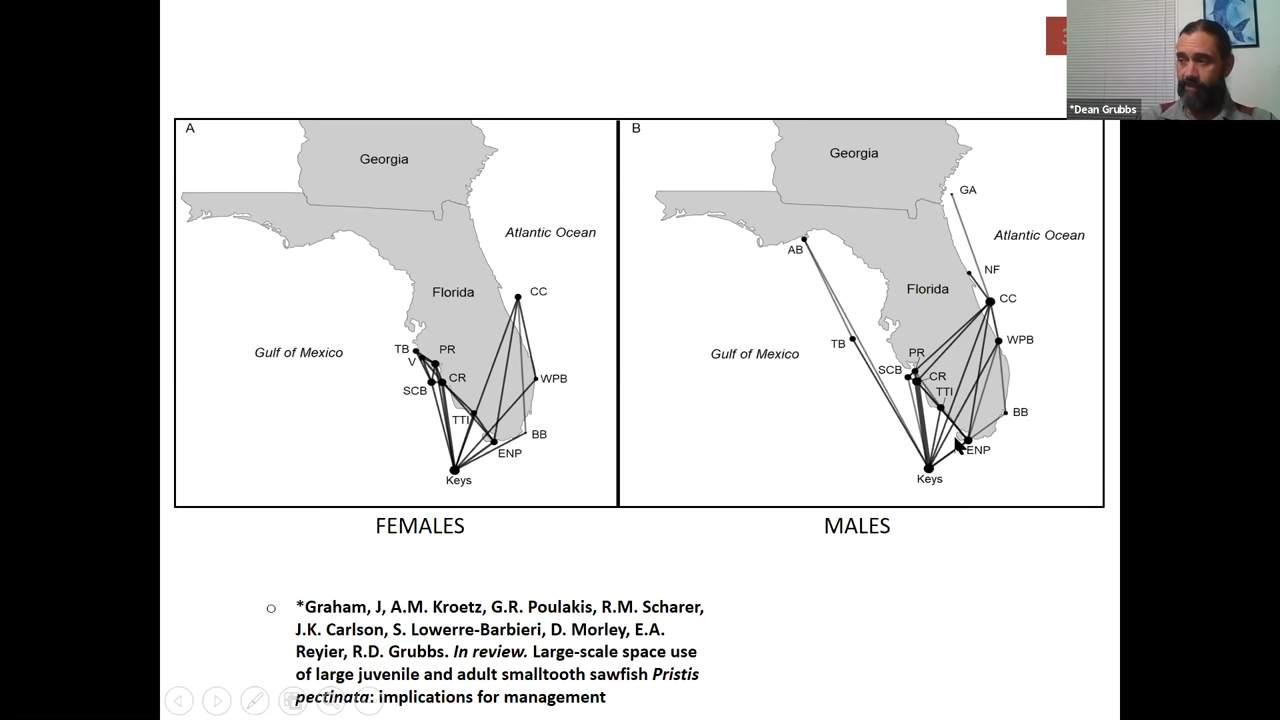 3
*Dean Grubbs
A
Georgia
Atlantic Ocean
Florida
CC
Gulf of Mexico
TB
PR
V
CR
WPB
SCB
TTI
BB
ENP
Keys
B
Georgia
GA
Atlantic Ocean
AB
NF
Florida
CC
TB
WPB
Gulf of Mexico
PR
SCB
CR
TTI
BB
ENP
Keys
FEMALES
MALES
*Graham, J, A.M. Kroetz, G.R. Poulakis, R.M. Scharer,
J.K. Carlson, S. Lowerre-Barbieri, D. Morley, E.A.
Reyier, R.D. Grubbs. In review. Large-scale space use
of large juvenile and adult smalltooth sawfish Pristis
pectinata: implications for management